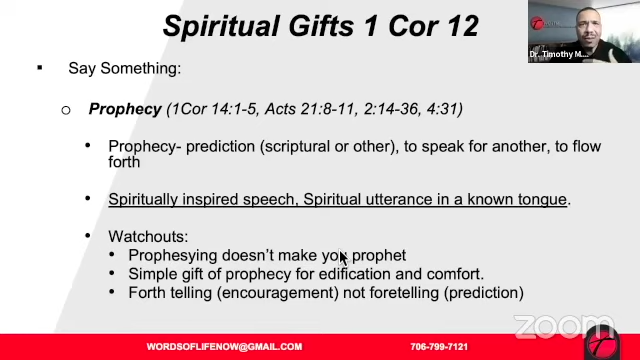 Spiritual Gifts 1 Cor 12
Dr. Timothy M...
▪ Say Something:
o Prophecy (1Cor 14:1-5, Acts 21:8-11, 2:14-36, 4:31)
• Prophecy- prediction (scriptural or other), to speak for another, to flow
forth
• Spiritually inspired speech, Spiritual utterance in a known tongue.
• Watchouts:
• Prophesying doesn't make you prophet
• Simple gift of prophecy for edification and comfort.
• Forth telling (encouragement) not foretelling (prediction)
zoom
WORDSOFLIFENOW@GMAIL.COM 706-799-7121